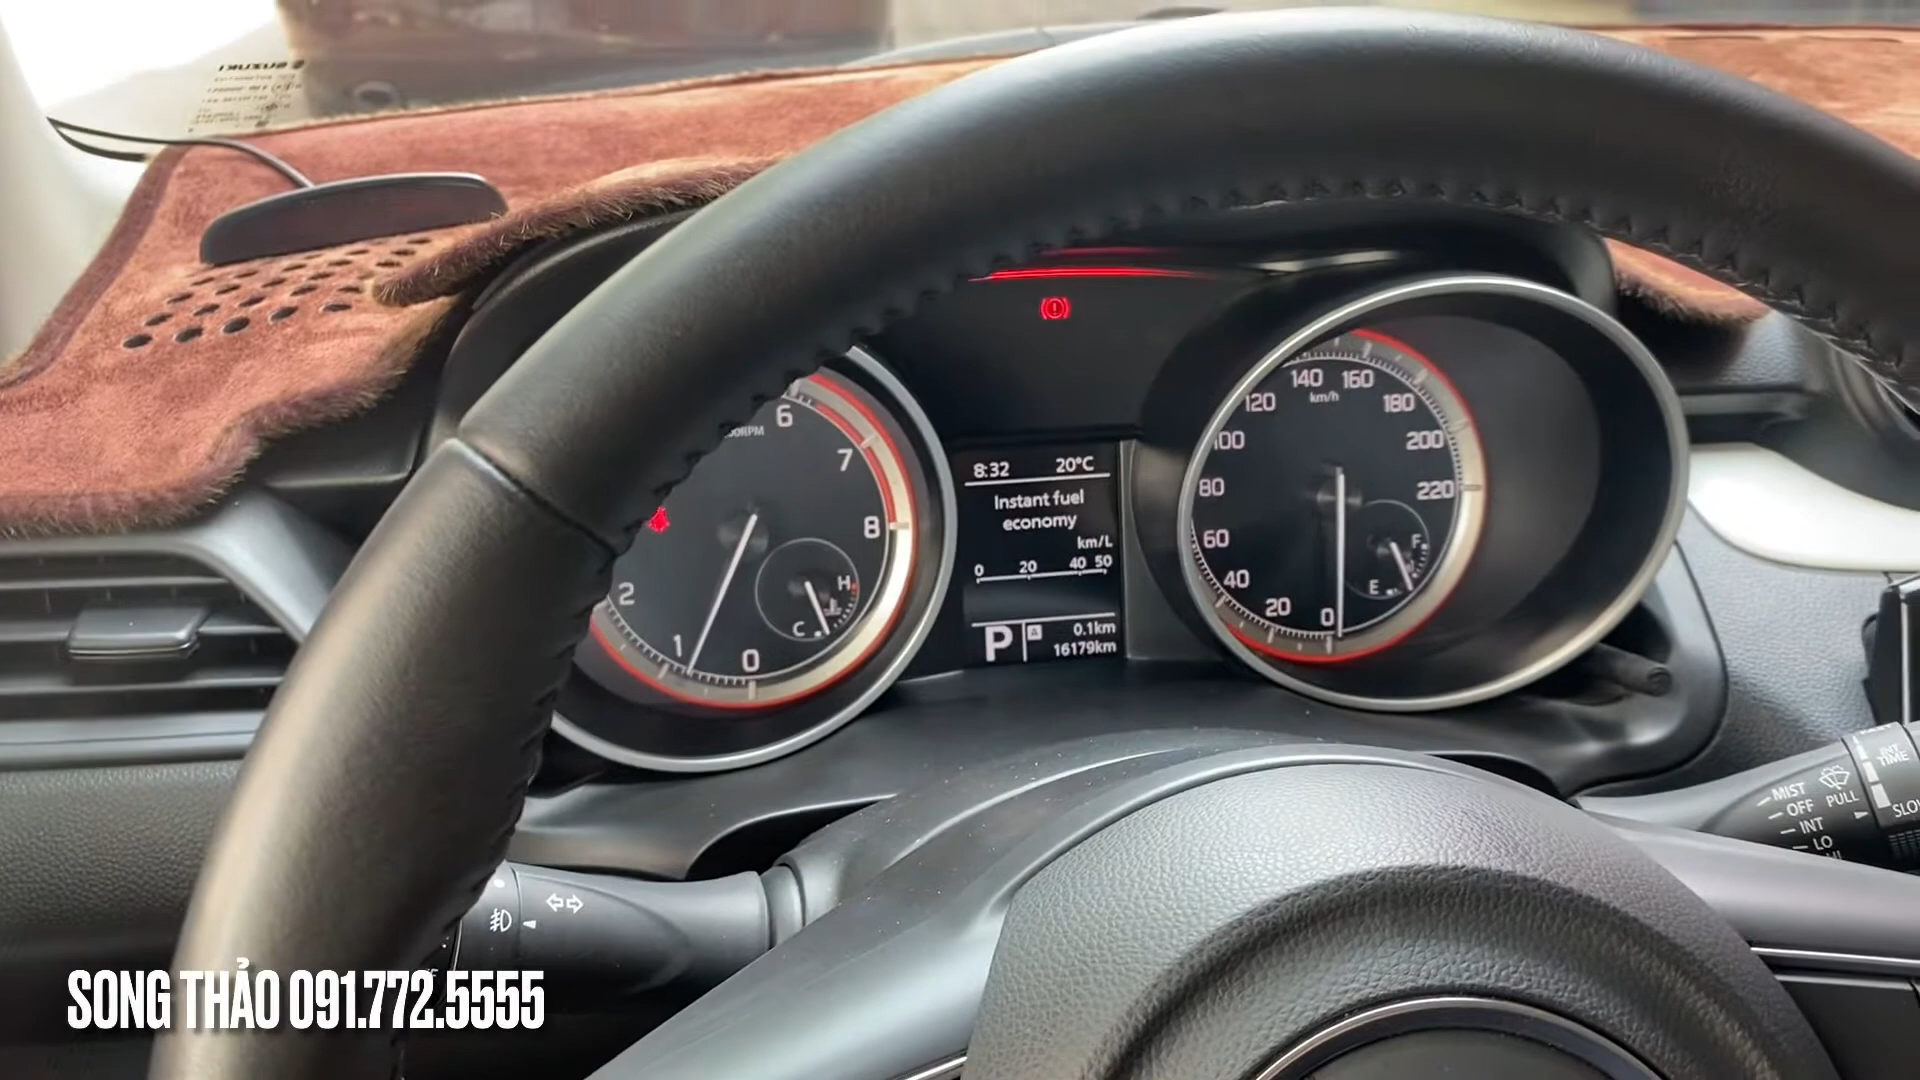 SUZUKI
6
7
8
2
1
0
H
C
8:32 20°C
Instant fuel
economy
km/L
0 20 40 50
P A 0.1km
16179km
140 160
km/h
120 180
100 200
80 220
60
40
20
0
F
E
MIST
OFF PULL
INT
LO
INT
TIME
SONG THẢO 091.772.5555